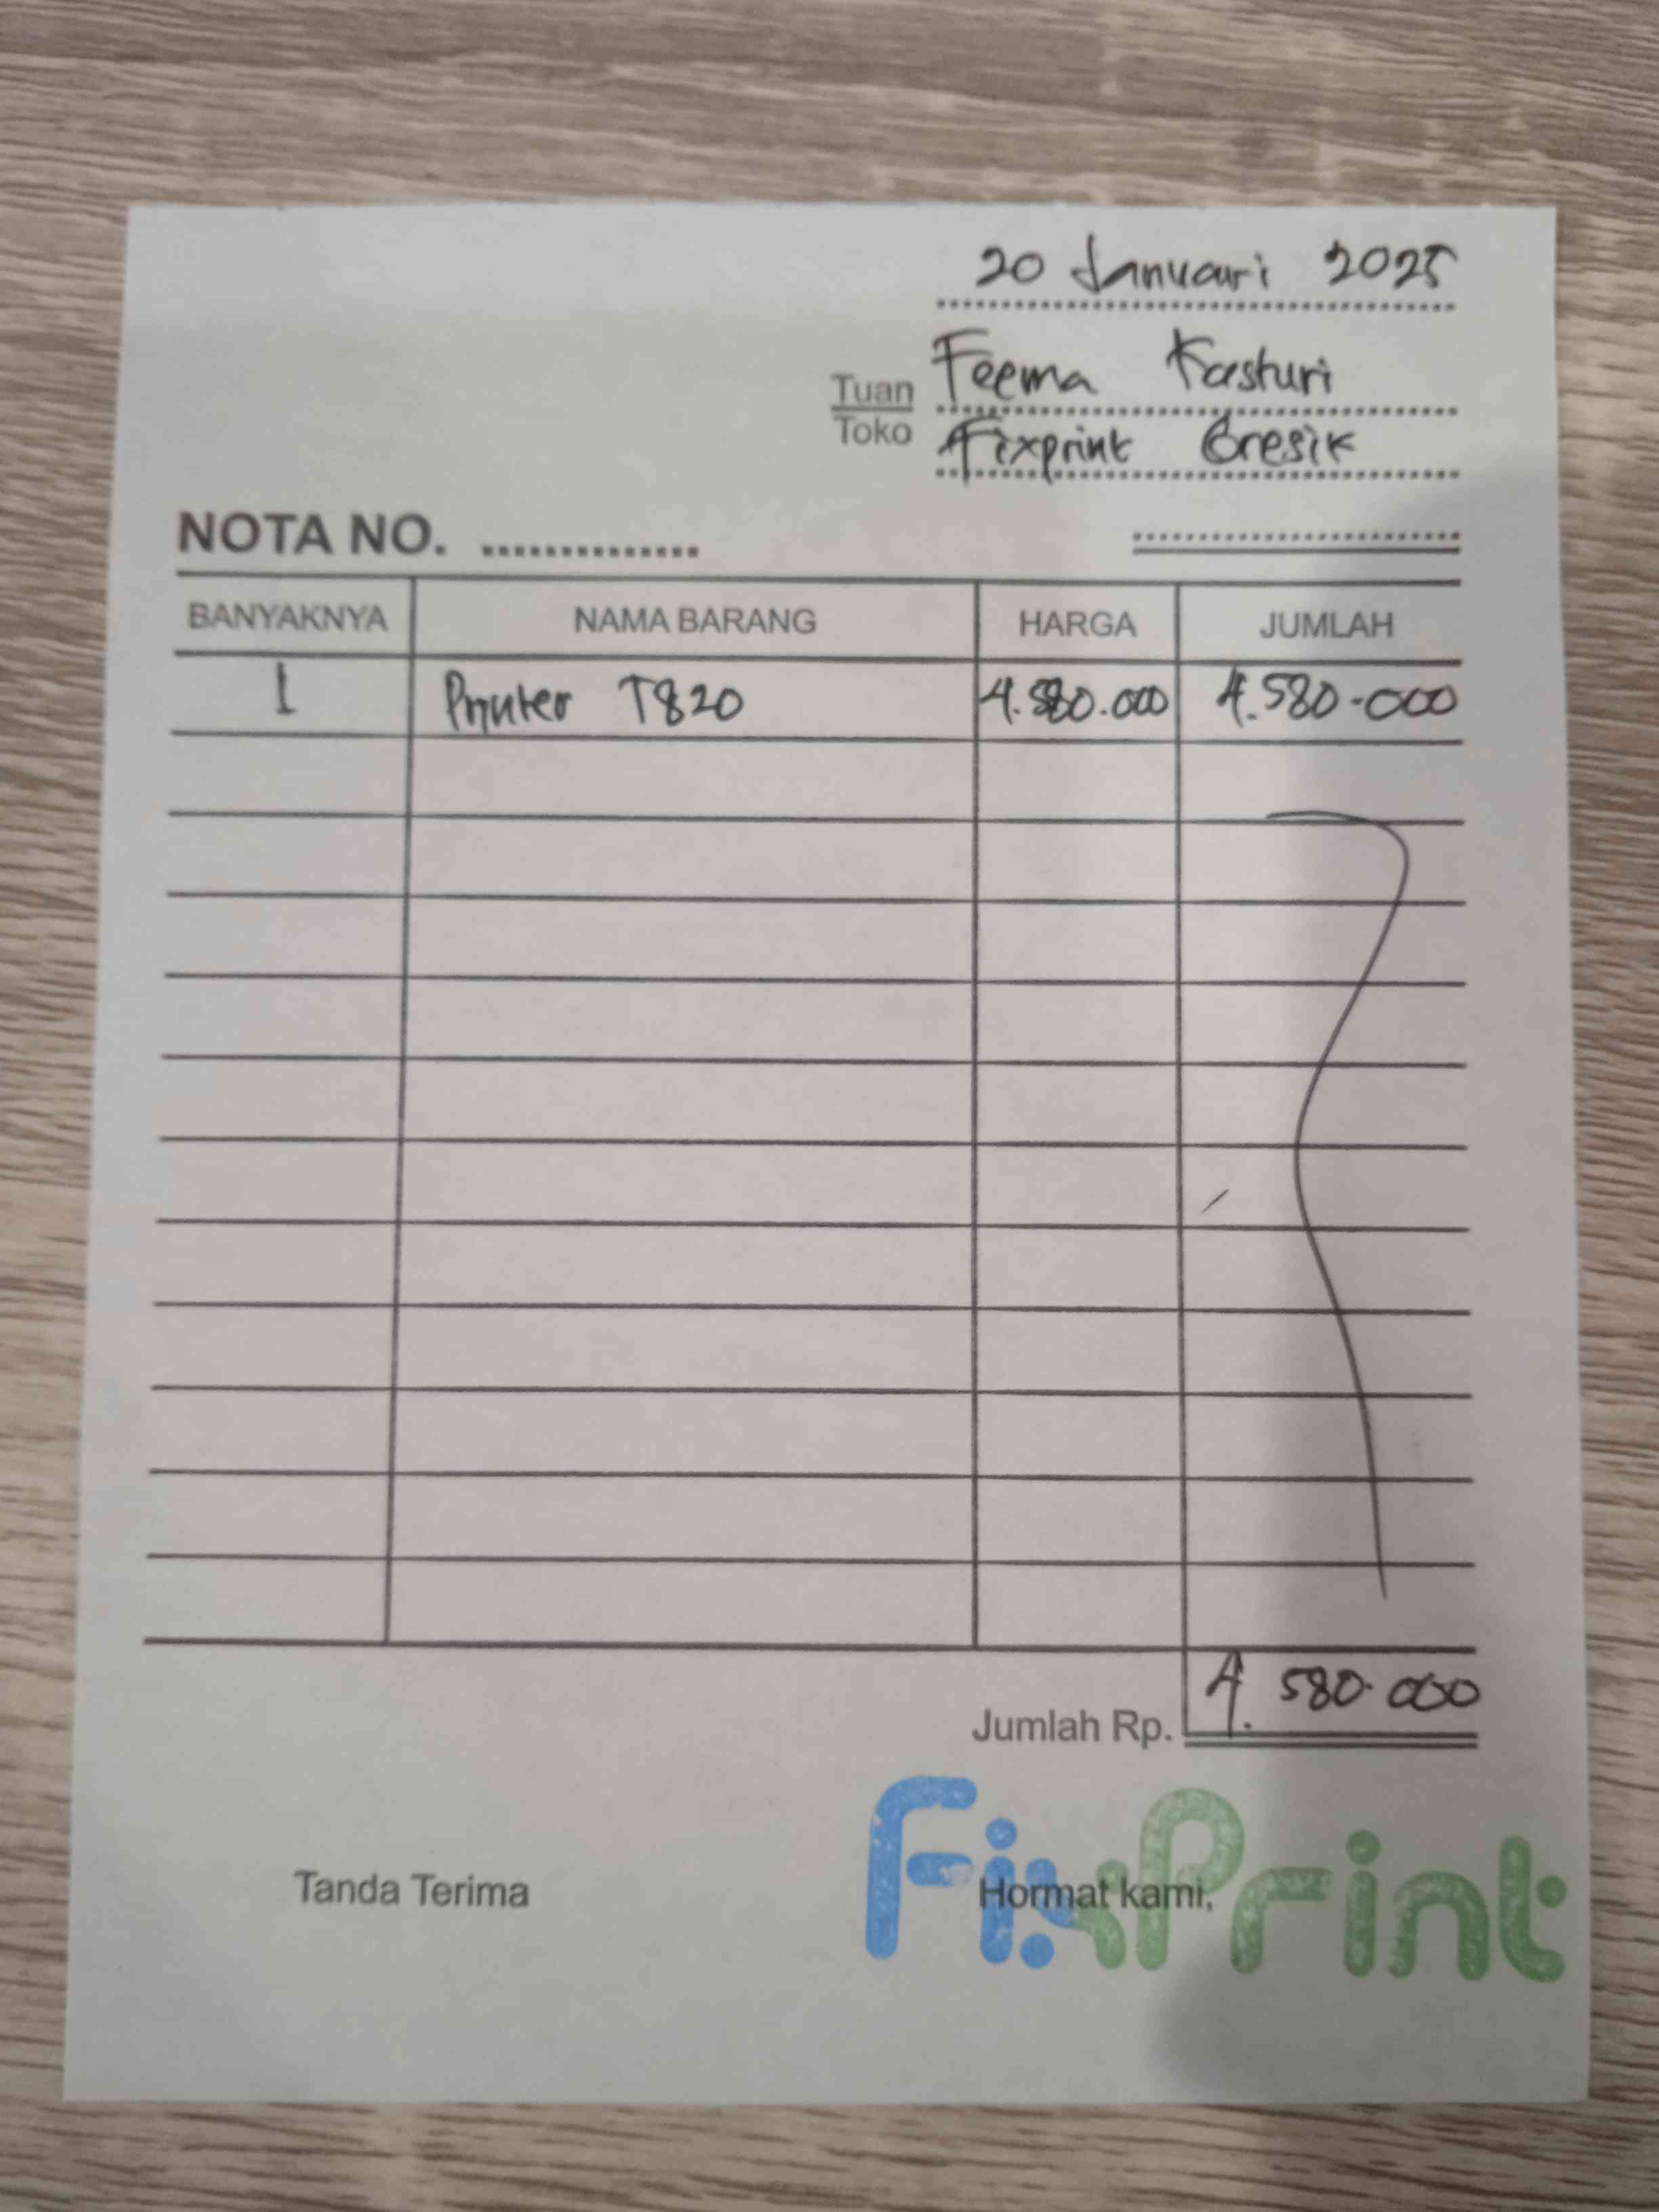 20 Januari 2025
Tuan Feema Kasturi
Toko Fixprint Gresik
NOTA NO. ..............
BANYAKNYA NAMA BARANG HARGA JUMLAH
1 Printer T820 4.580.000 4.580.000
Jumlah Rp. 4.580.000
Tanda Terima Hormat kami,
FixPrint